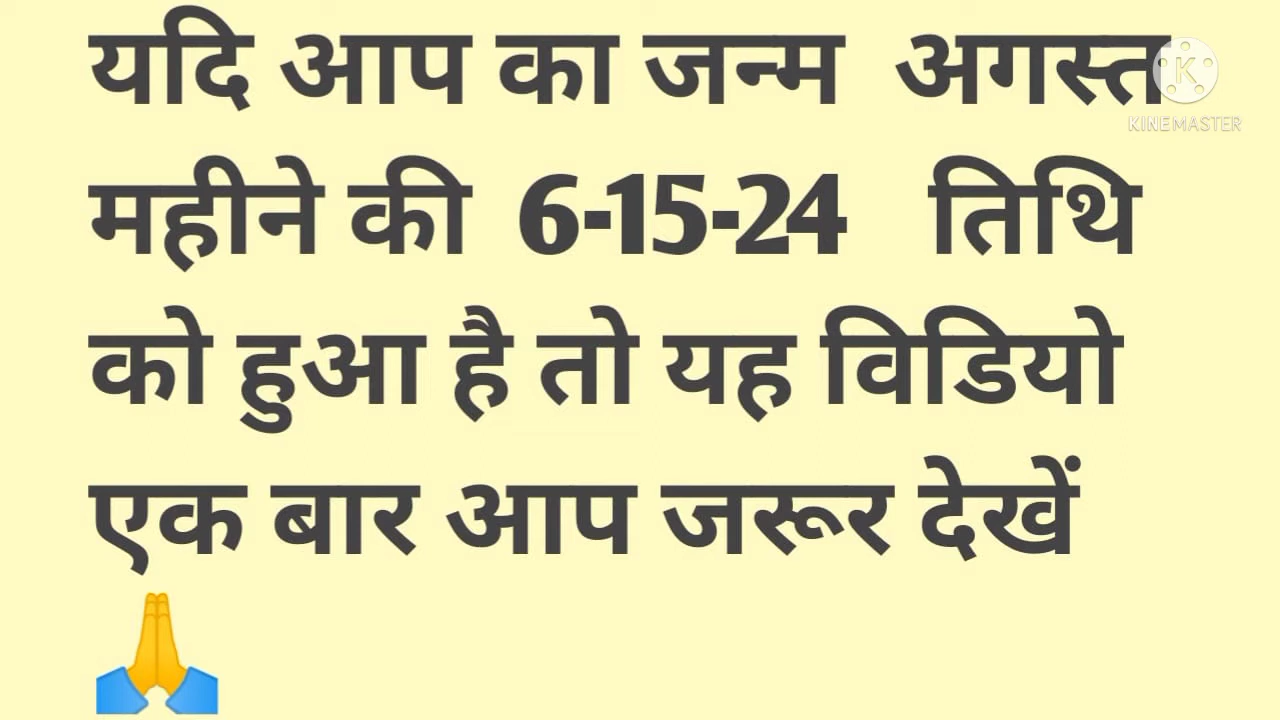 यदि आप का जन्म अगस्त
K
KINEMASTER
महीने की 6-15-24 तिथि
को हुआ है तो यह विडियो
एक बार आप जरूर देखें
🙏